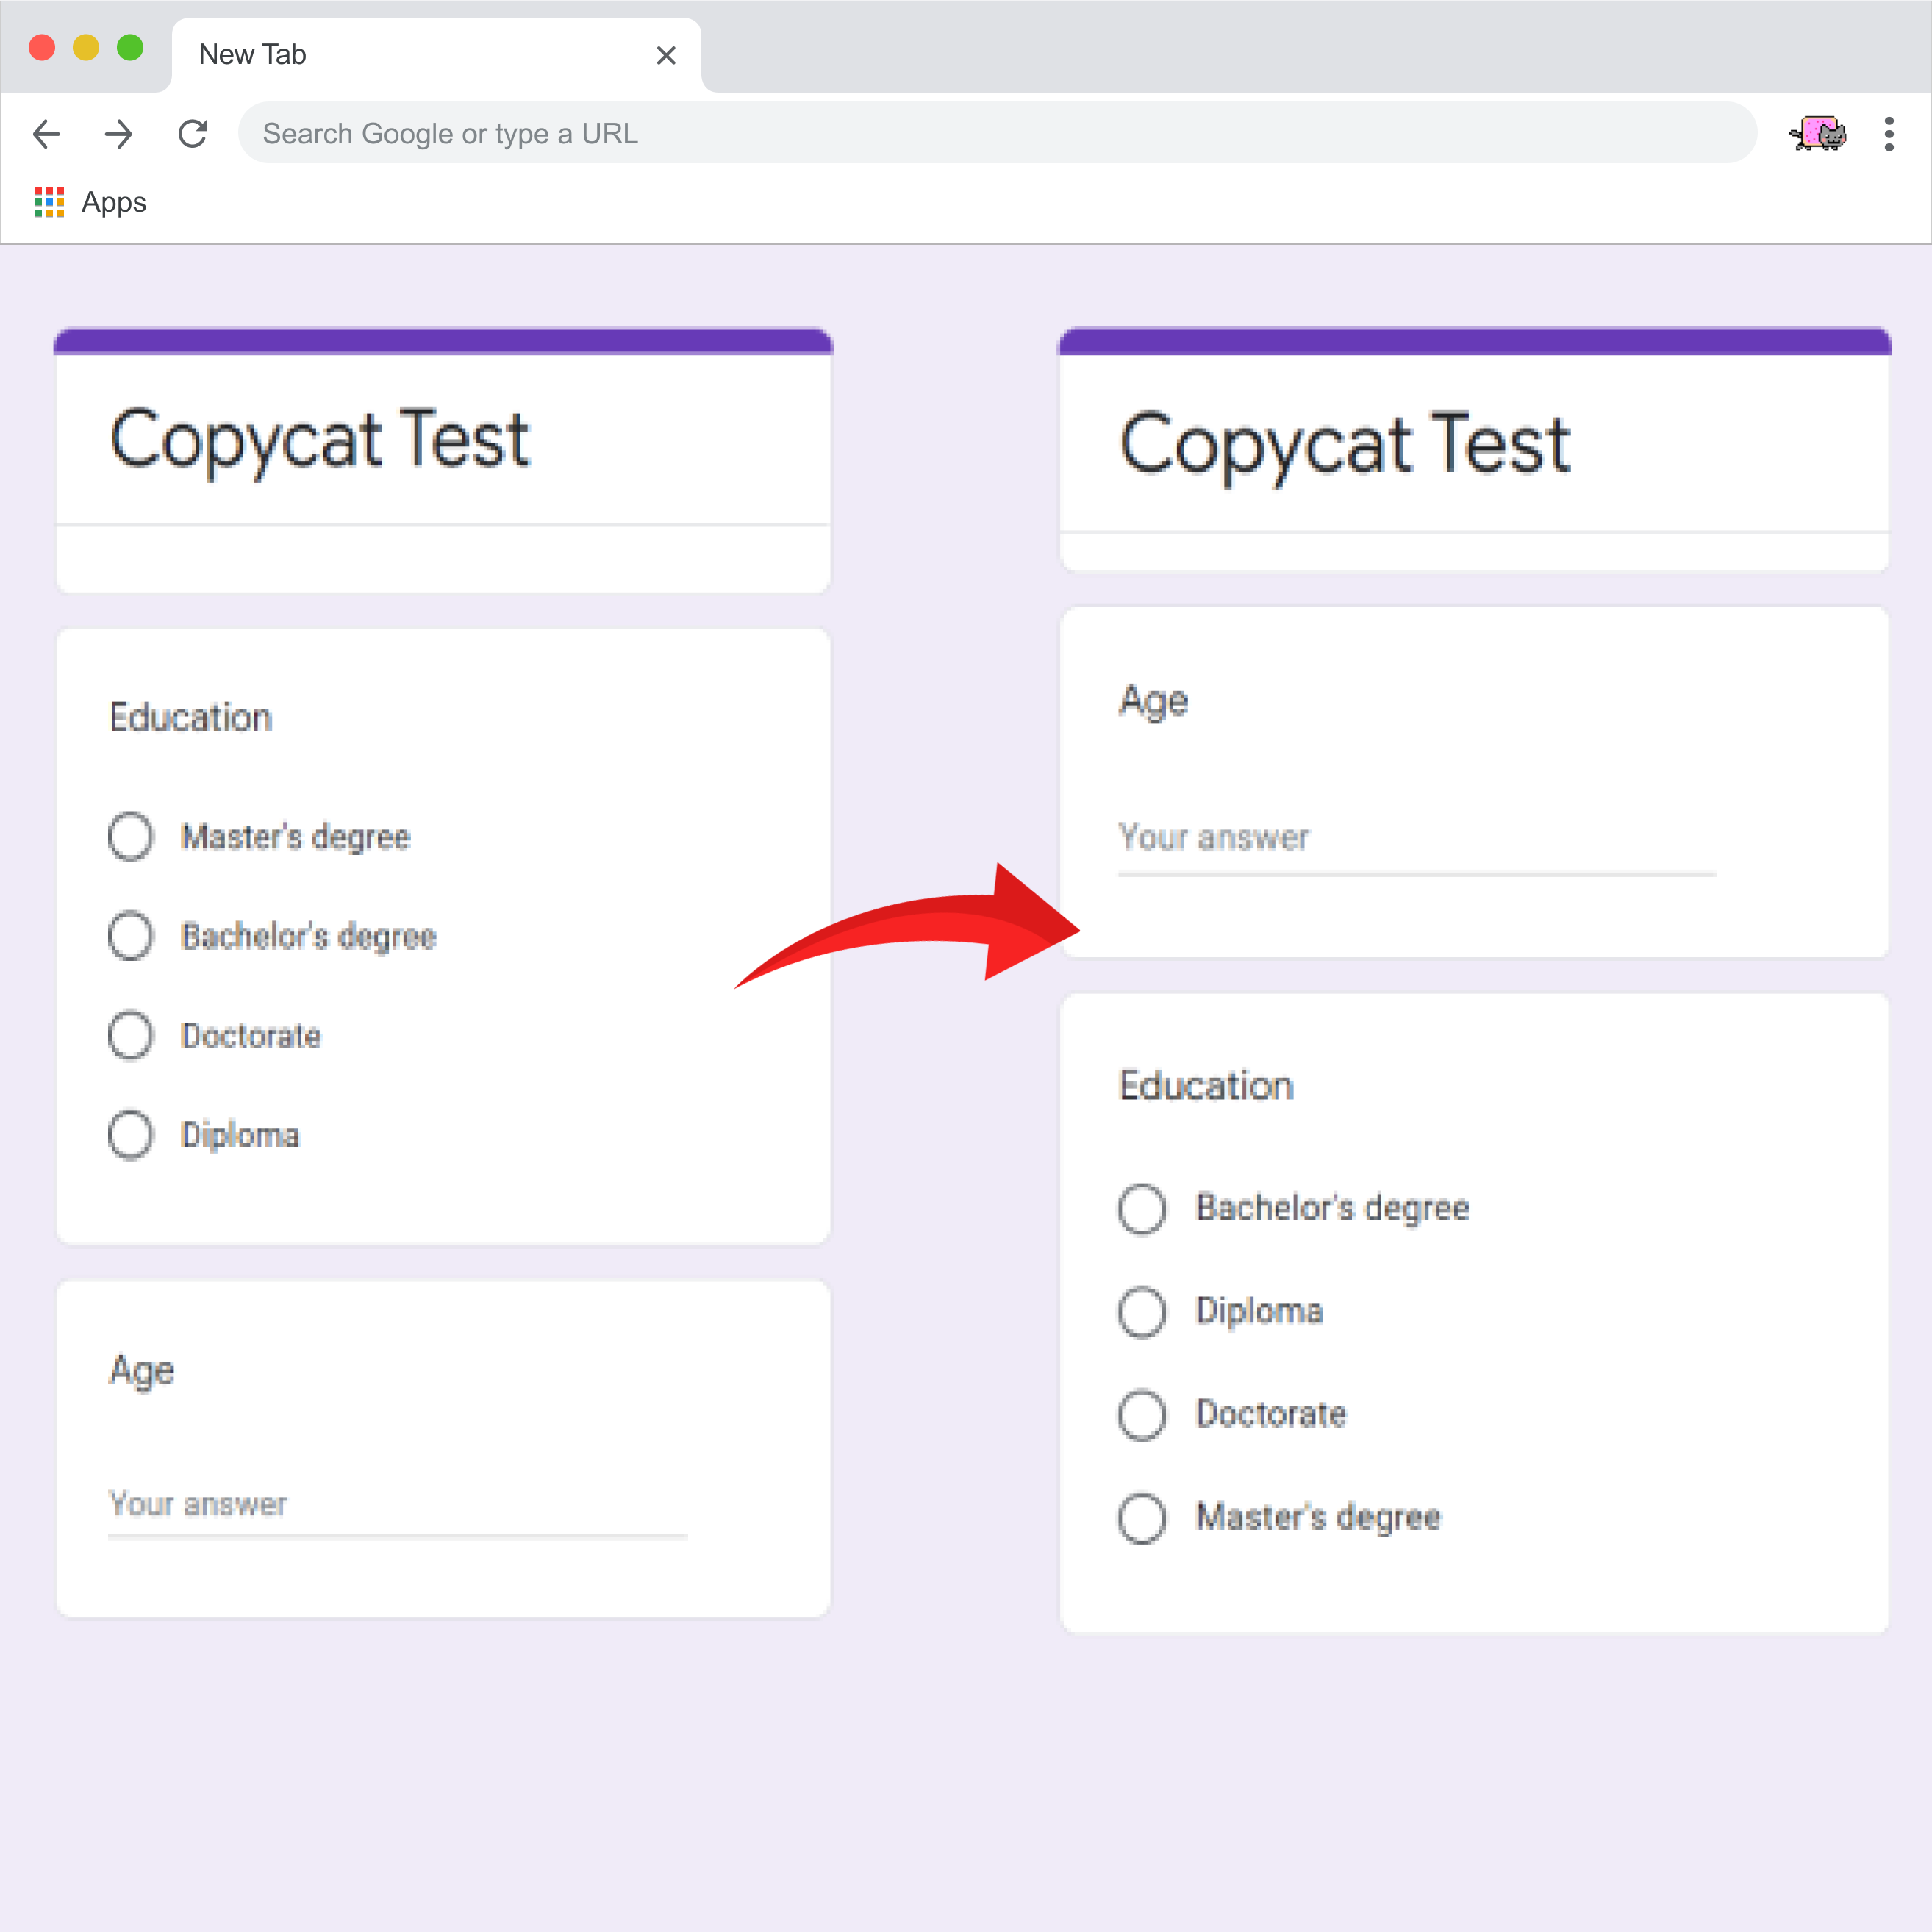 New Tab
Search Google or type a URL
Apps
Copycat Test
Education
Master's degree
Bachelor's degree
Doctorate
Diploma
Age
Your answer
Copycat Test
Age
Your answer
Education
Bachelor's degree
Diploma
Doctorate
Master's degree